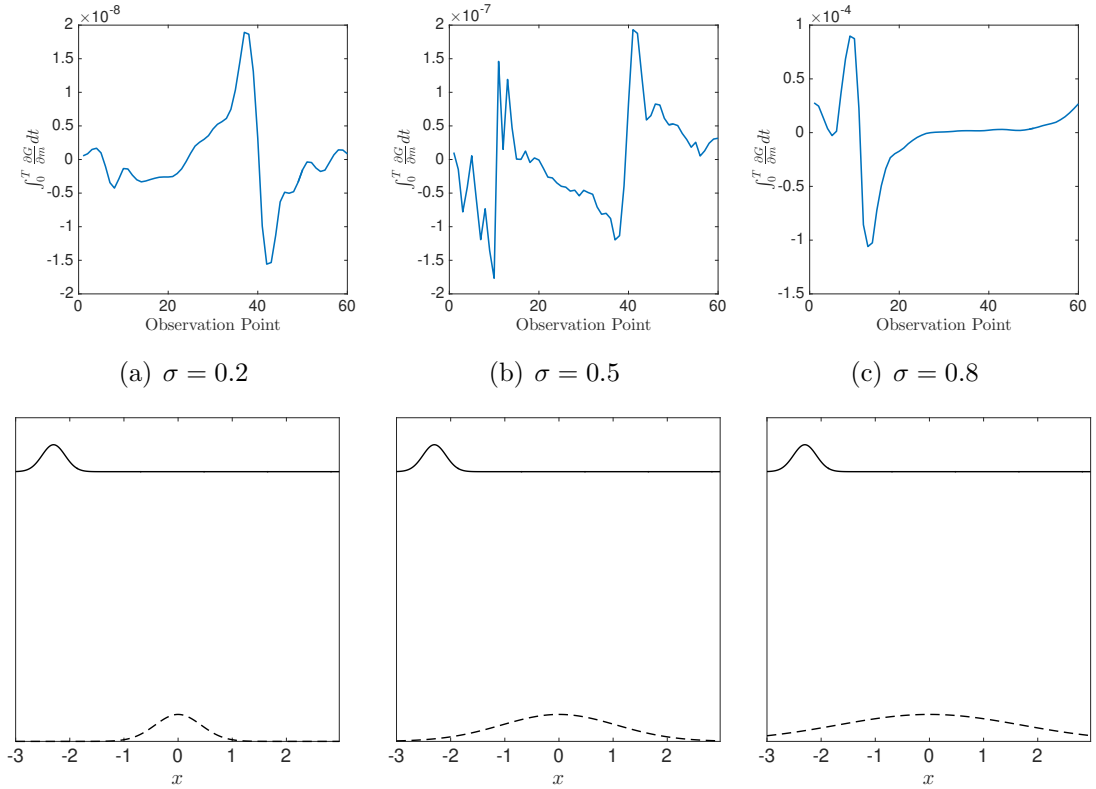 ×10⁻⁸
2
1.5
1
0.5
0
-0.5
-1
-1.5
-2
0 20 40 60
∫₀ᵀ ∂G/∂m dt
Observation Point
(a) σ = 0.2
×10⁻⁷
2
1.5
1
0.5
0
-0.5
-1
-1.5
-2
0 20 40 60
∫₀ᵀ ∂G/∂m dt
Observation Point
(b) σ = 0.5
×10⁻⁴
1
0.5
0
-0.5
-1
-1.5
0 20 40 60
∫₀ᵀ ∂G/∂m dt
Observation Point
(c) σ = 0.8
-3 -2 -1 0 1 2
x
-3 -2 -1 0 1 2
x
-3 -2 -1 0 1 2
x